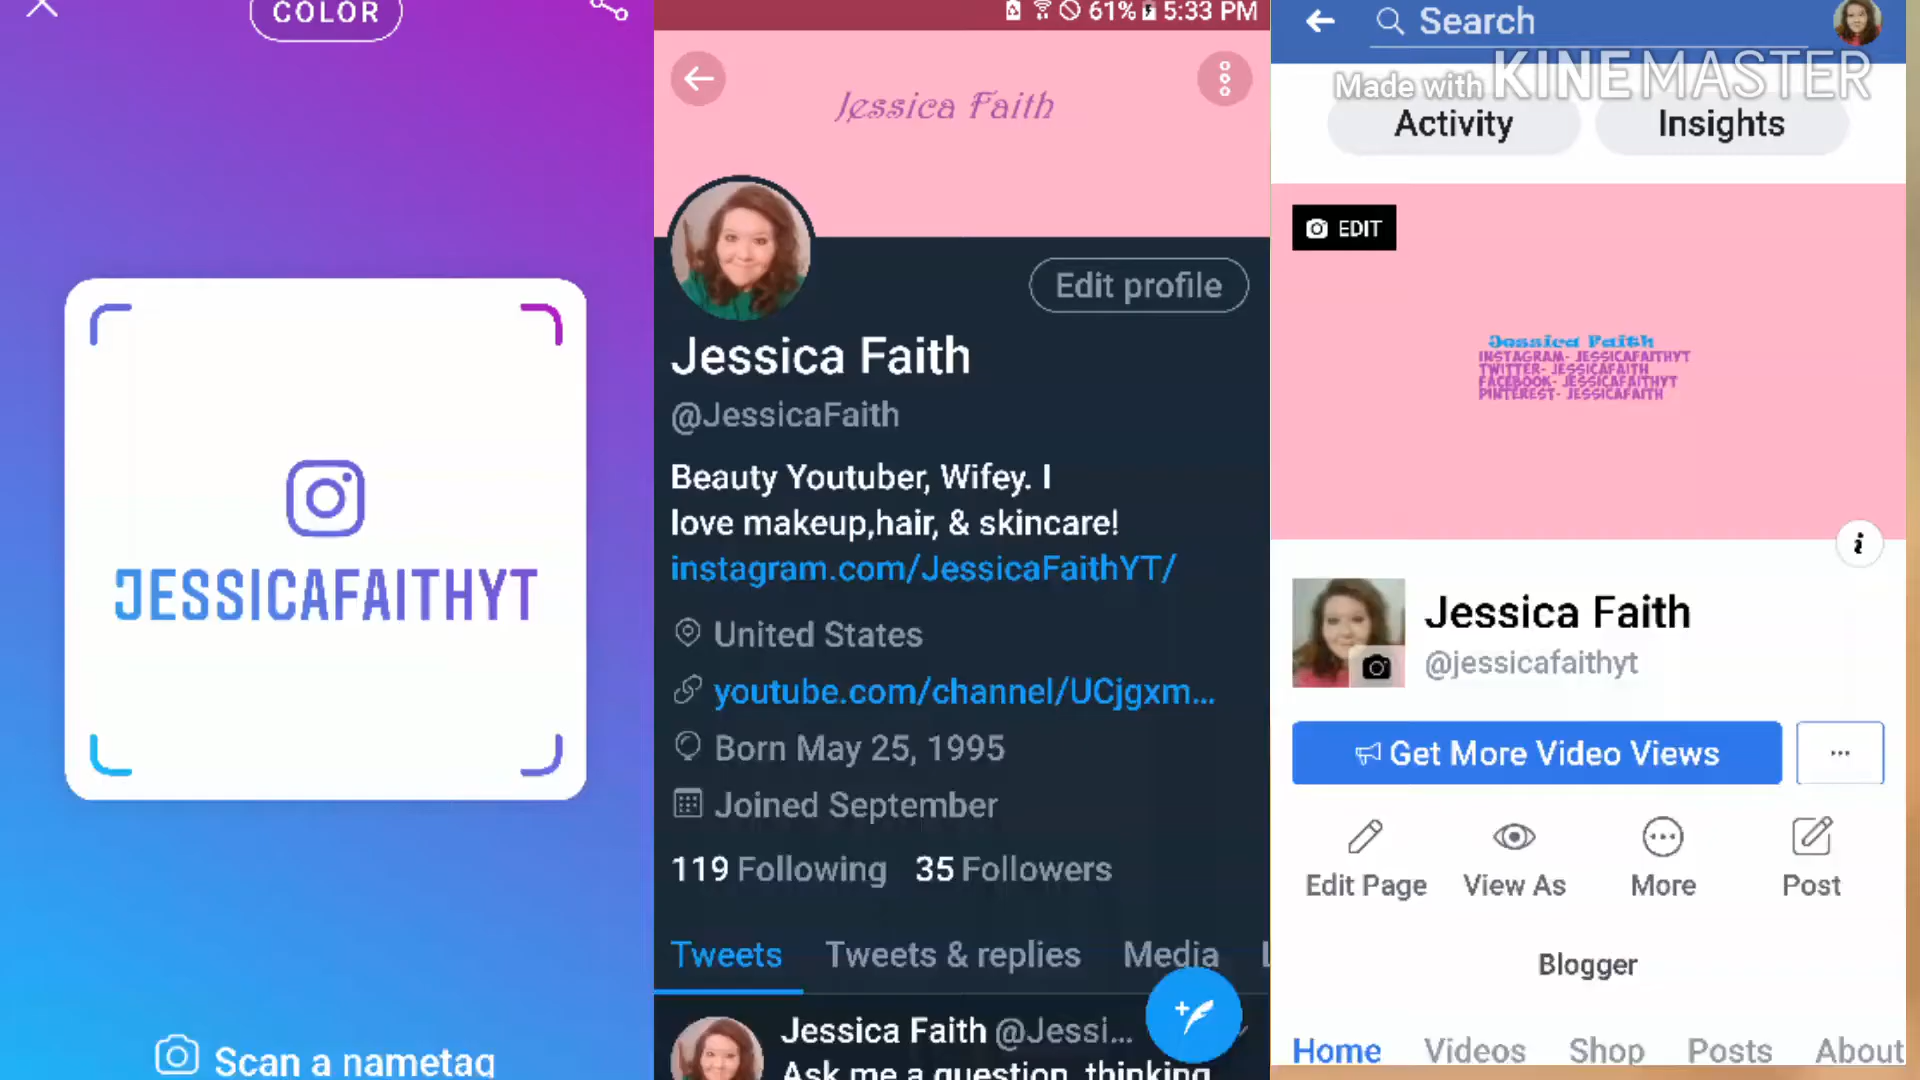 COLOR
JESSICAFAITHYT
Scan a nametag
61% 5:33 PM
Jessica Faith
Edit profile
Jessica Faith
@JessicaFaith
Beauty Youtuber, Wifey. I
love makeup,hair, & skincare!
instagram.com/JessicaFaithYT/
United States
youtube.com/channel/UCjgxm...
Born May 25, 1995
Joined September
119 Following 35 Followers
Tweets Tweets & replies Media L
Jessica Faith @Jessi...
Ask me a question, thinking
Search
Made with KINEMASTER
Activity Insights
EDIT
Jessica Faith
INSTAGRAM- JESSICAFAITHYT
TWITTER- JESSICAFAITH
FACEBOOK- JESSICAFAITHYT
PINTEREST- JESSICAFAITH
Jessica Faith
@jessicafaithyt
Get More Video Views
Edit Page View As More Post
Blogger
Home Videos Shop Posts About